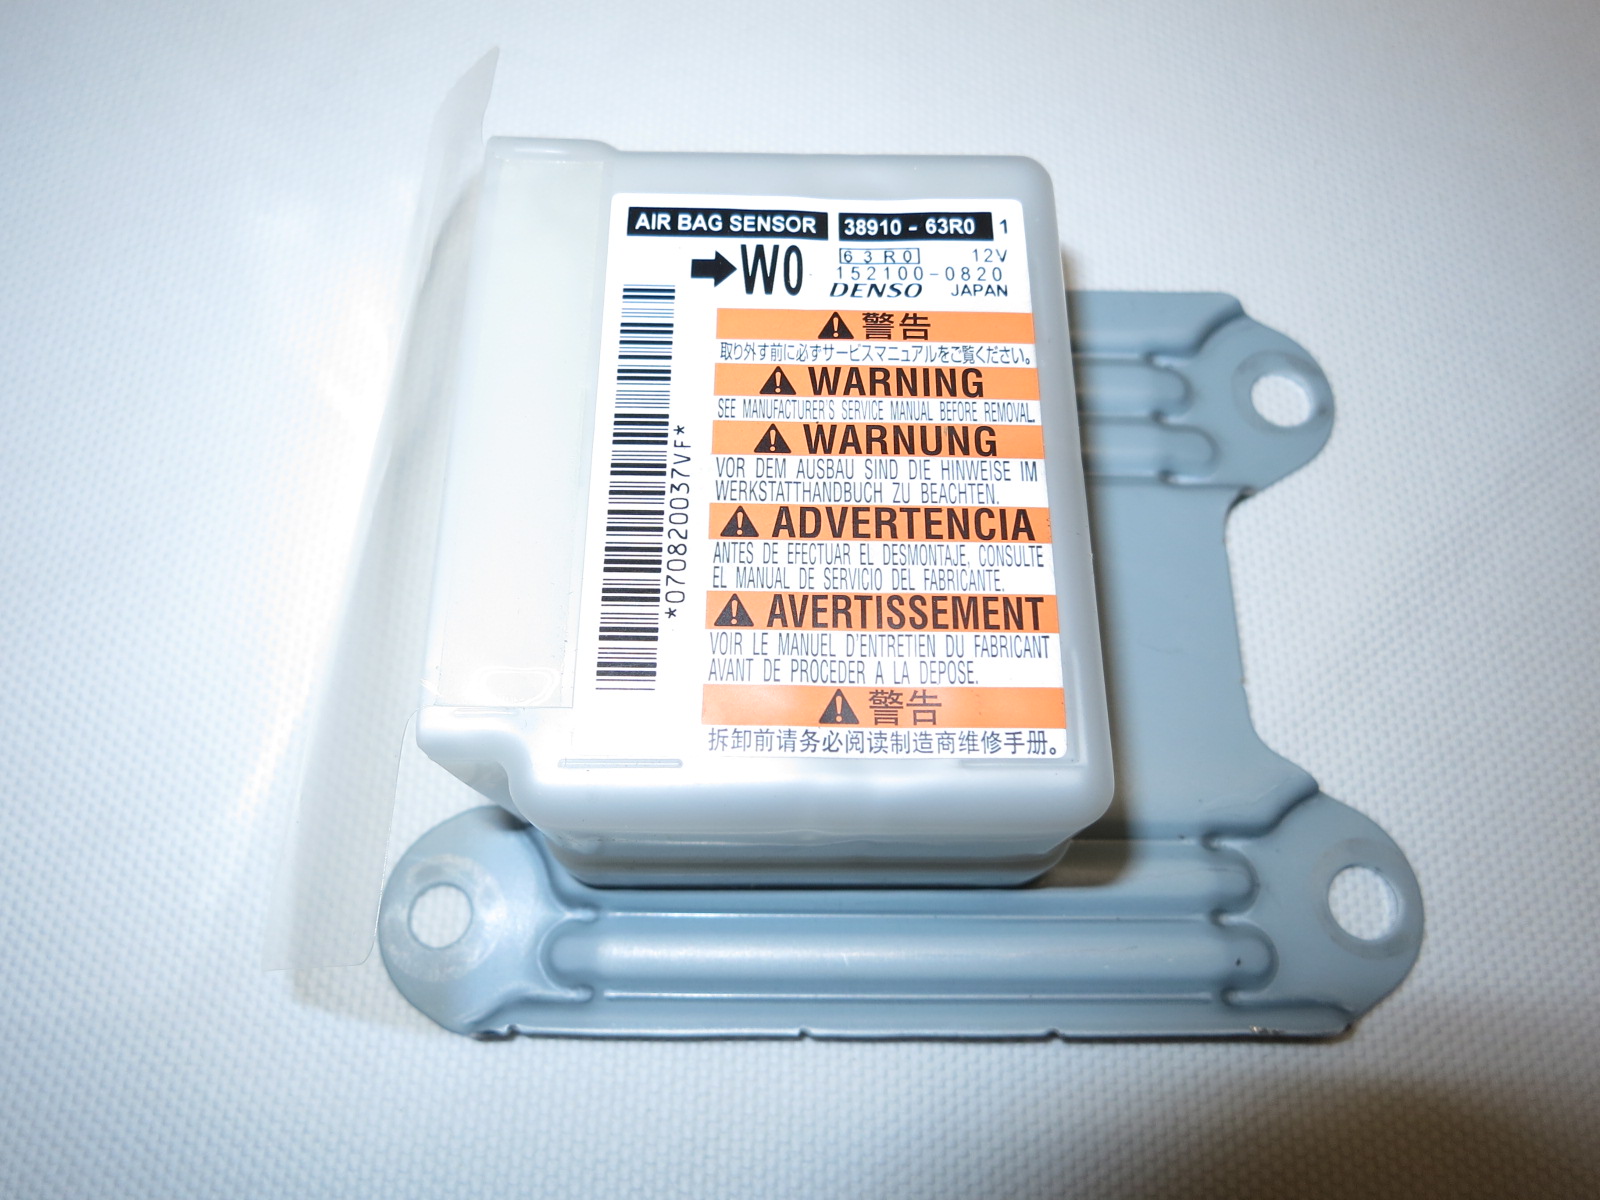 AIR BAG SENSOR 38910 - 63R0 1
➡W0 63R0 12V
152100-0820
DENSO JAPAN
*070820037VF*
⚠ 警告
取り外す前に必ずサービスマニュアルをご覧ください。
⚠ WARNING
SEE MANUFACTURER'S SERVICE MANUAL BEFORE REMOVAL.
⚠ WARNUNG
VOR DEM AUSBAU SIND DIE HINWEISE IM
WERKSTATTHANDBUCH ZU BEACHTEN.
⚠ ADVERTENCIA
ANTES DE EFECTUAR EL DESMONTAJE, CONSULTE
EL MANUAL DE SERVICIO DEL FABRICANTE.
⚠ AVERTISSEMENT
VOIR LE MANUEL D'ENTRETIEN DU FABRICANT
AVANT DE PROCEDER A LA DEPOSE.
⚠ 警告
拆卸前请务必阅读制造商维修手册。